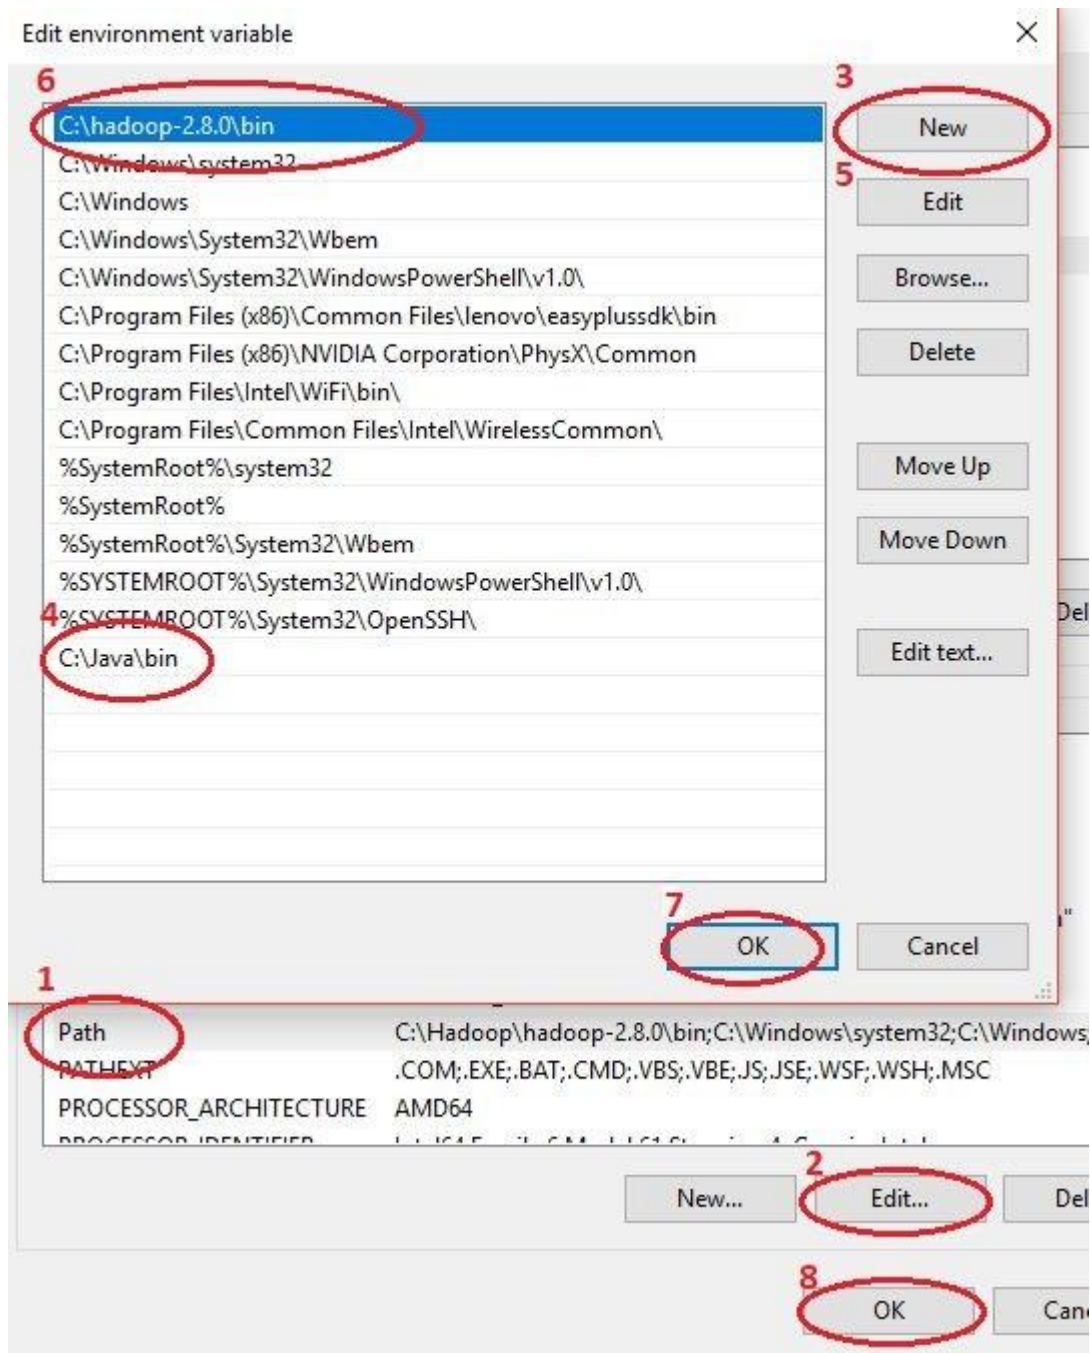 Edit environment variable
6
3
C:\hadoop-2.8.0\bin
New
C:\Windows\system32
5
C:\Windows
Edit
C:\Windows\System32\Wbem
C:\Windows\System32\WindowsPowerShell\v1.0\
Browse...
C:\Program Files (x86)\Common Files\lenovo\easyplussdk\bin
C:\Program Files (x86)\NVIDIA Corporation\PhysX\Common
Delete
C:\Program Files\Intel\WiFi\bin\
C:\Program Files\Common Files\Intel\WirelessCommon\
%SystemRoot%\system32
Move Up
%SystemRoot%
%SystemRoot%\System32\Wbem
Move Down
%SYSTEMROOT%\System32\WindowsPowerShell\v1.0\
4
%SYSTEMROOT%\System32\OpenSSH\
Del
C:\Java\bin
Edit text...
7
OK
Cancel
1
Path
C:\Hadoop\hadoop-2.8.0\bin;C:\Windows\system32;C:\Windows;
PATHEXT
.COM;.EXE;.BAT;.CMD;.VBS;.VBE;.JS;.JSE;.WSF;.WSH;.MSC
PROCESSOR_ARCHITECTURE
AMD64
2
New...
Edit...
Del
8
OK
Canc